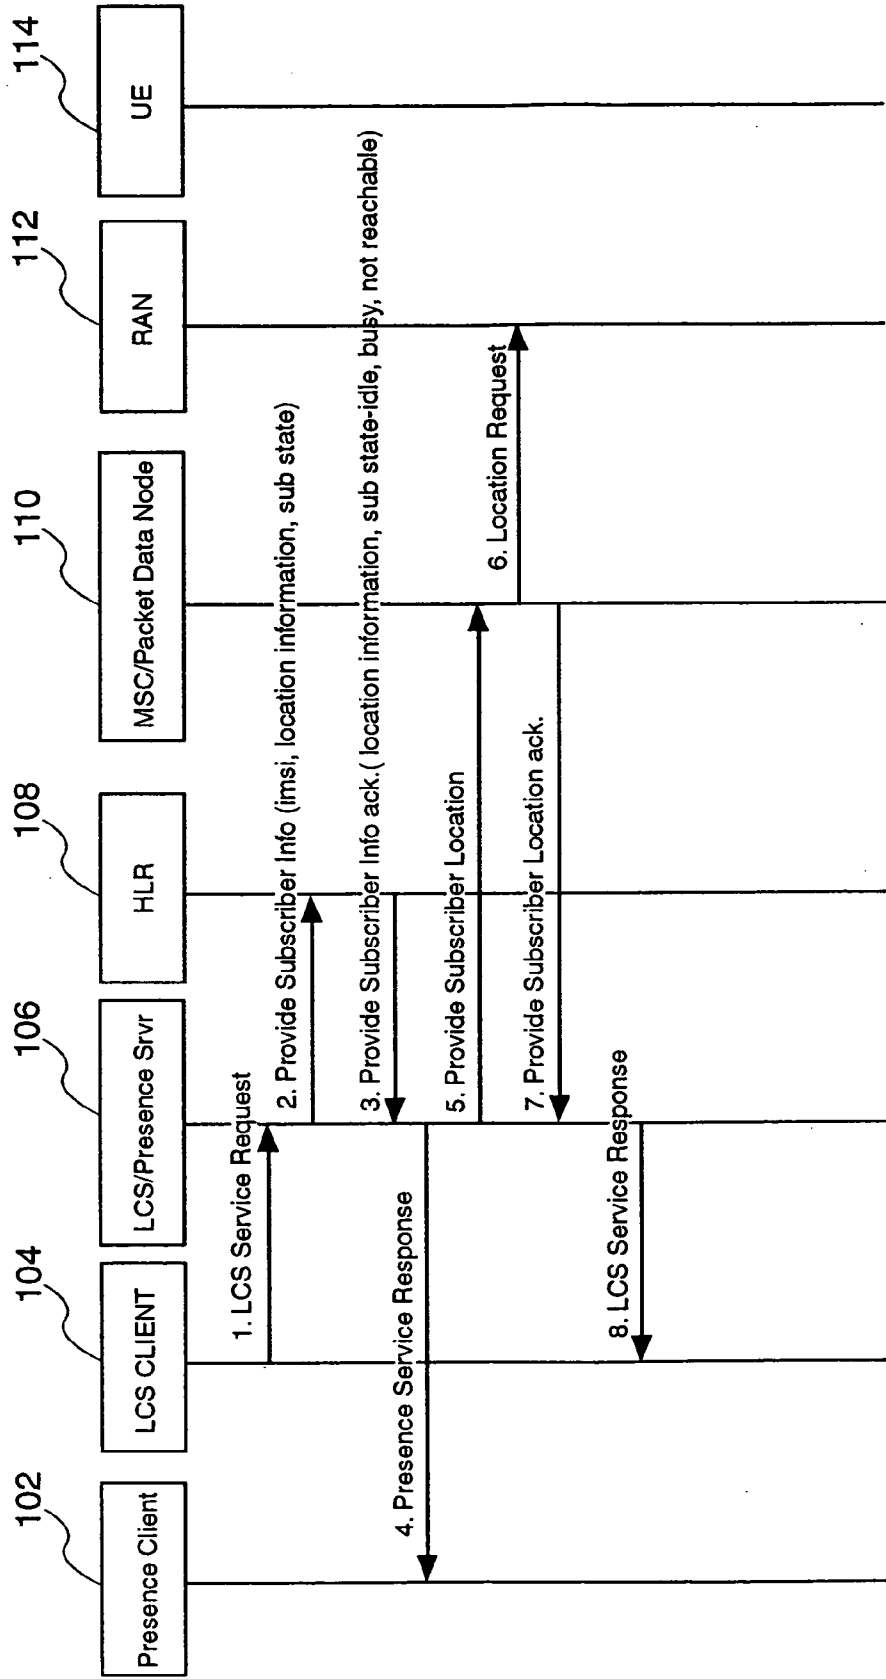 102
104
106
108
110
112
114
Presence Client
LCS CLIENT
LCS/Presence Srvr
HLR
MSC/Packet Data Node
RAN
UE
1. LCS Service Request
2. Provide Subscriber Info (imsi, location information, sub state)
3. Provide Subscriber Info ack.( location information, sub state-idle, busy, not reachable)
4. Presence Service Response
5. Provide Subscriber Location
6. Location Request
7. Provide Subscriber Location ack.
8. LCS Service Response